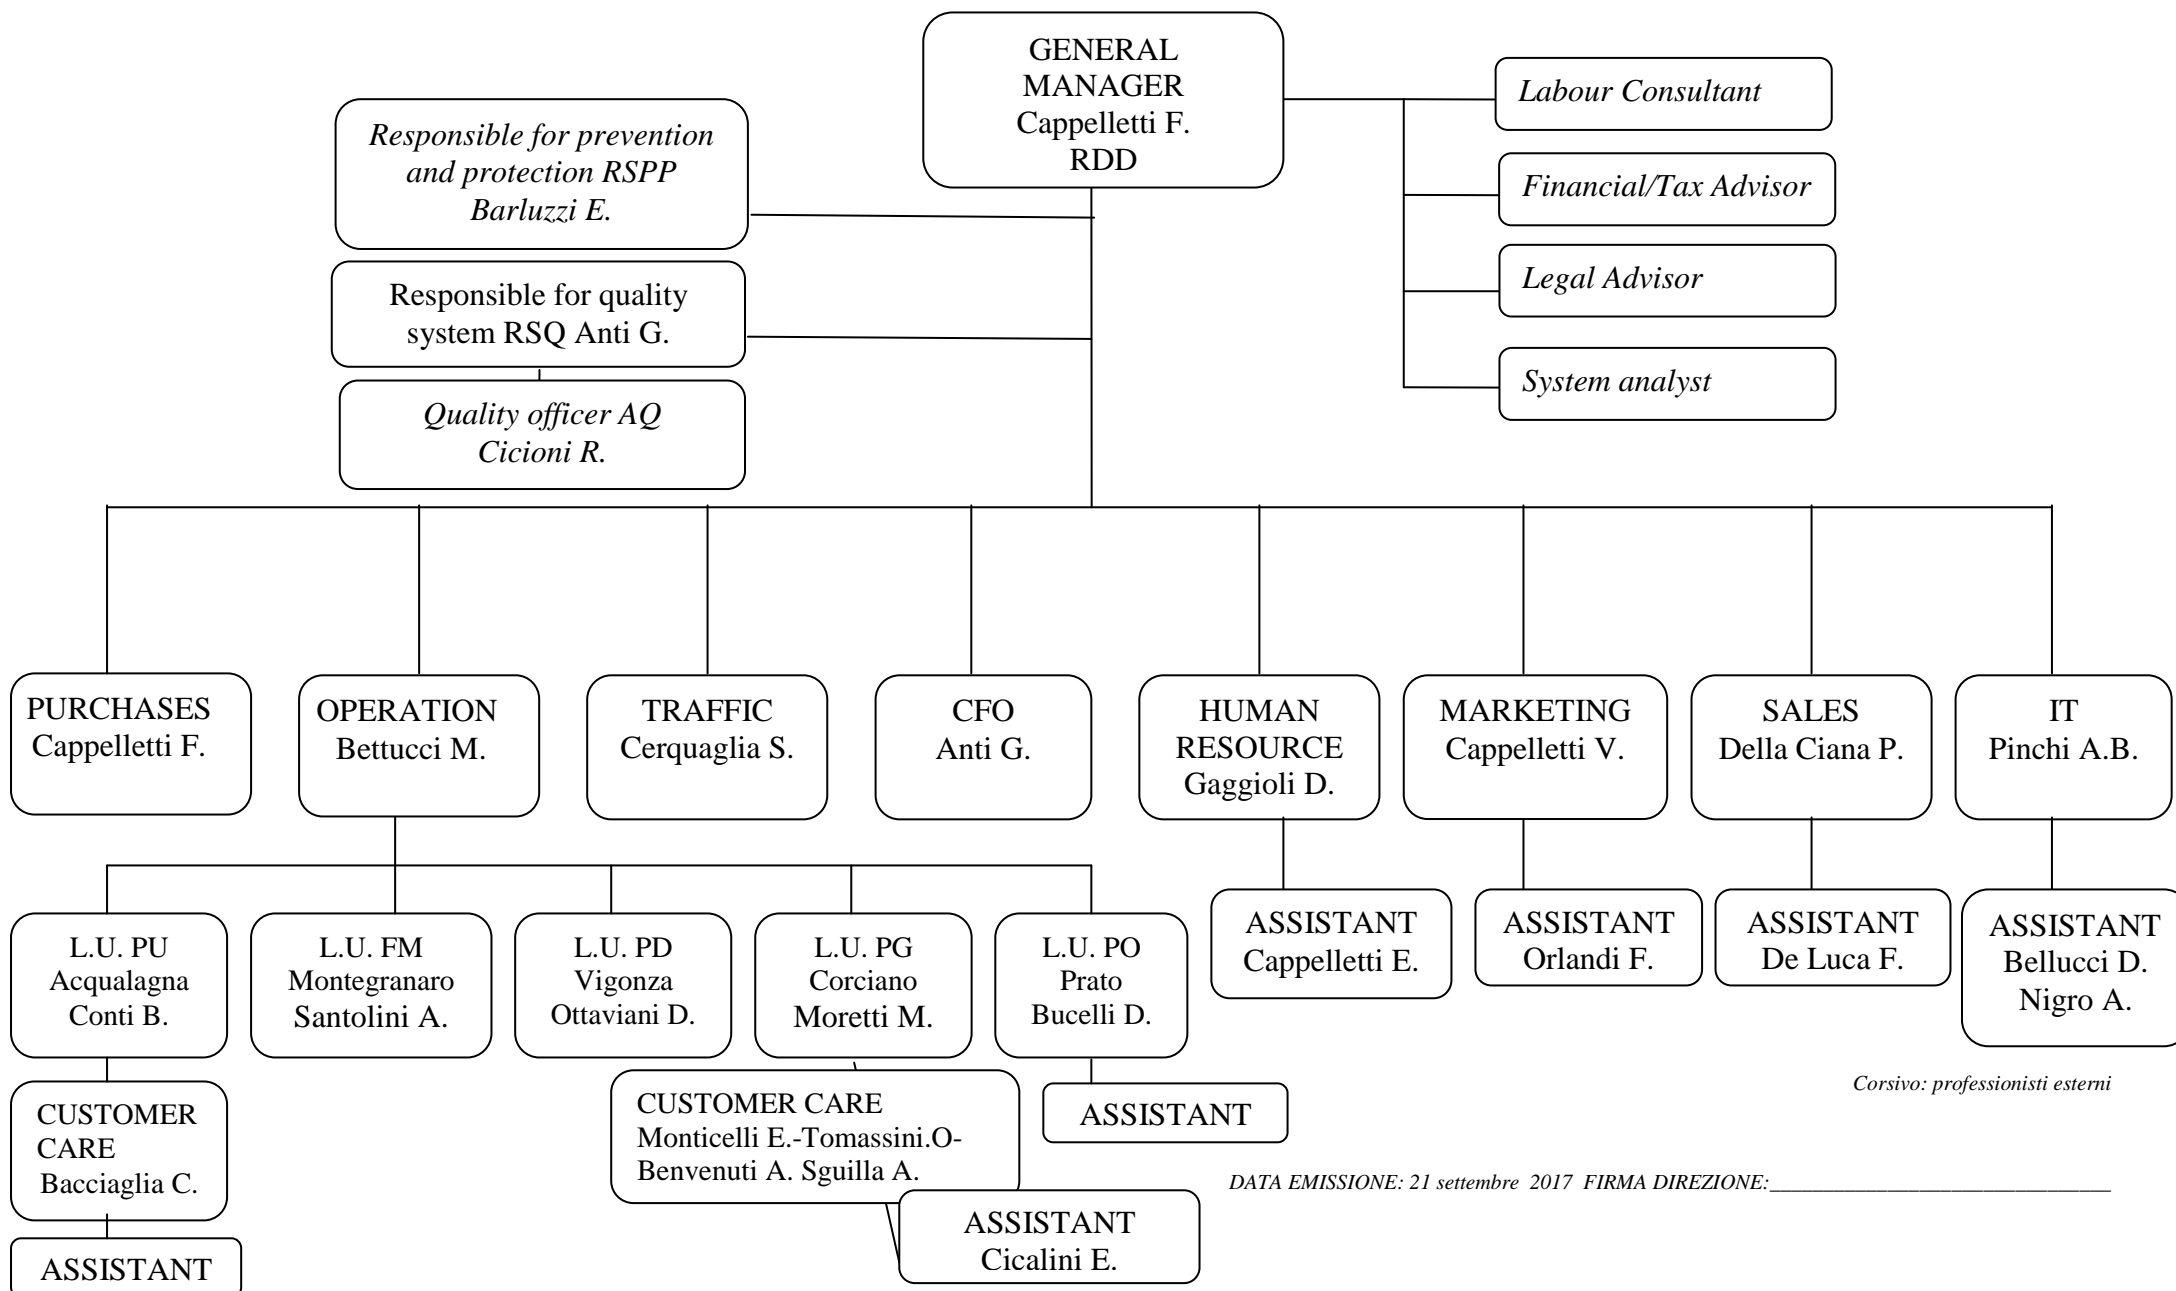 GENERAL
MANAGER
Cappelletti F.
RDD
Labour Consultant
Financial/Tax Advisor
Legal Advisor
System analyst
Responsible for prevention
and protection RSPP
Barluzzi E.
Responsible for quality
system RSQ Anti G.
Quality officer AQ
Cicioni R.
PURCHASES
Cappelletti F.
OPERATION
Bettucci M.
TRAFFIC
Cerquaglia S.
CFO
Anti G.
HUMAN
RESOURCE
Gaggioli D.
MARKETING
Cappelletti V.
SALES
Della Ciana P.
IT
Pinchi A.B.
L.U. PU
Acqualagna
Conti B.
L.U. FM
Montegranaro
Santolini A.
L.U. PD
Vigonza
Ottaviani D.
L.U. PG
Corciano
Moretti M.
L.U. PO
Prato
Bucelli D.
ASSISTANT
Cappelletti E.
ASSISTANT
Orlandi F.
ASSISTANT
De Luca F.
ASSISTANT
Bellucci D.
Nigro A.
CUSTOMER
CARE
Bacciaglia C.
ASSISTANT
CUSTOMER CARE
Monticelli E.-Tomassini.O-
Benvenuti A. Sguilla A.
ASSISTANT
Cicalini E.
ASSISTANT
Corsivo: professionisti esterni
DATA EMISSIONE: 21 settembre 2017 FIRMA DIREZIONE:________________________________